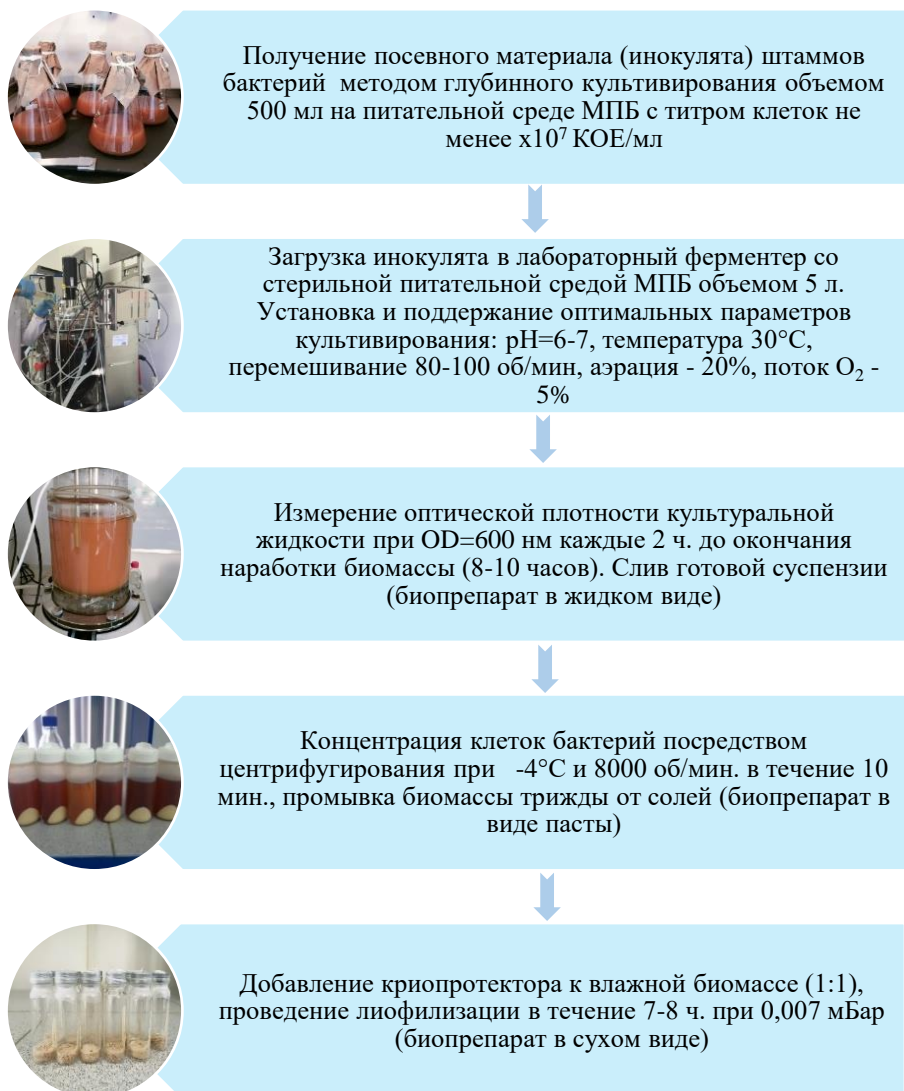 Получение посевного материала (инокулята) штаммов
бактерий методом глубинного культивирования объемом
500 мл на питательной среде МПБ с титром клеток не
менее х10⁷ КОЕ/мл
Загрузка инокулята в лабораторный ферментер со
стерильной питательной средой МПБ объемом 5 л.
Установка и поддержание оптимальных параметров
культивирования: рН=6-7, температура 30°С,
перемешивание 80-100 об/мин, аэрация - 20%, поток О₂ -
5%
Измерение оптической плотности культуральной
жидкости при OD=600 нм каждые 2 ч. до окончания
наработки биомассы (8-10 часов). Слив готовой суспензии
(биопрепарат в жидком виде)
Концентрация клеток бактерий посредством
центрифугирования при -4°С и 8000 об/мин. в течение 10
мин., промывка биомассы трижды от солей (биопрепарат в
виде пасты)
Добавление криопротектора к влажной биомассе (1:1),
проведение лиофилизации в течение 7-8 ч. при 0,007 мБар
(биопрепарат в сухом виде)